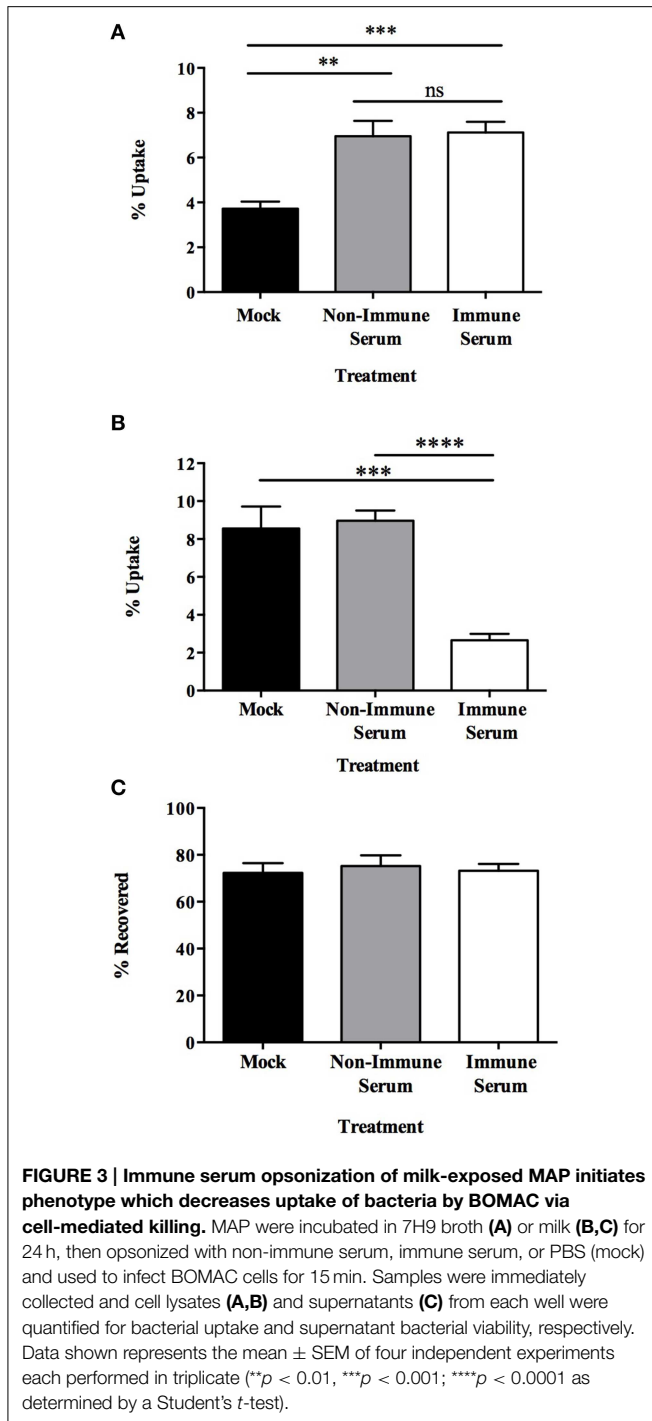 A
***
**
ns
10
8
6
4
2
0
% Uptake
Mock
Non-Immune
Serum
Immune
Serum
Treatment
B
****
***
12
10
8
6
4
2
0
% Uptake
Mock
Non-Immune
Serum
Immune
Serum
Treatment
C
100
80
60
40
20
0
% Recovered
Mock
Non-Immune
Serum
Immune
Serum
Treatment
FIGURE 3 | Immune serum opsonization of milk-exposed MAP initiates
phenotype which decreases uptake of bacteria by BOMAC via
cell-mediated killing. MAP were incubated in 7H9 broth (A) or milk (B,C) for
24 h, then opsonized with non-immune serum, immune serum, or PBS (mock)
and used to infect BOMAC cells for 15 min. Samples were immediately
collected and cell lysates (A,B) and supernatants (C) from each well were
quantified for bacterial uptake and supernatant bacterial viability, respectively.
Data shown represents the mean ± SEM of four independent experiments
each performed in triplicate (**p < 0.01, ***p < 0.001; ****p < 0.0001 as
determined by a Student's t-test).